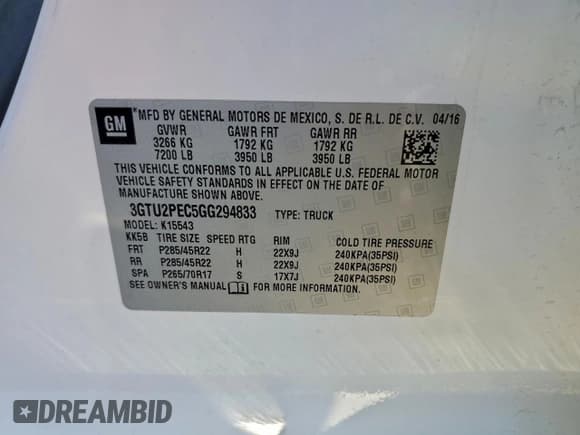 GM
*MFD BY GENERAL MOTORS DE MEXICO, S. DE R.L. DE C.V. 04/16
GVWR GAWR FRT GAWR RR
3266 KG 1792 KG 1792 KG
7200 LB 3950 LB 3950 LB
THIS VEHICLE CONFORMS TO ALL APPLICABLE U.S. FEDERAL MOTOR
VEHICLE SAFETY STANDARDS IN EFFECT ON THE DATE OF
MANUFACTURE SHOWN ABOVE.
3GTU2PEC5GG294833 TYPE: TRUCK
MODEL: K15543
KK5B TIRE SIZE SPEED RTG RIM COLD TIRE PRESSURE
FRT P285/45R22 H 22X9J 240KPA(35PSI)
RR P285/45R22 H 22X9J 240KPA(35PSI)
SPA P265/70R17 S 17X7J 240KPA(35PSI)
SEE OWNER'S MANUAL FOR MORE INFORMATION.
DREAMBID